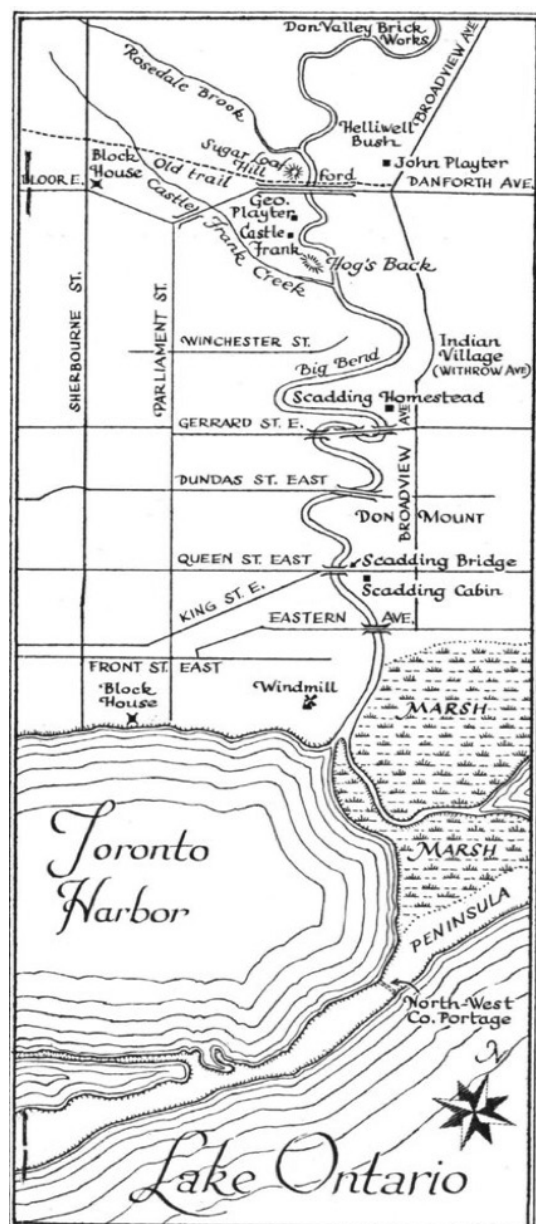 Don Valley Brick
Works
BROADVIEW AVE
Rosedale Brook
Helliwell
Bush
Sugar Loaf
Hill
John Playter
Block
House
Old trail
ford
BLOOR E.
DANFORTH AVE.
Geo.
Playter
Castle
Frank
Castle Frank Creek
Hog's Back
SHERBOURNE ST.
PARLIAMENT ST.
WINCHESTER ST.
Big Bend
Indian
Village
(WITHROW AVE)
Scadding Homestead
GERRARD ST. E.
BROADVIEW AVE
DUNDAS ST. EAST
DON MOUNT
QUEEN ST. EAST
Scadding Bridge
KING ST. E.
Scadding Cabin
EASTERN AVE.
FRONT ST. EAST
Block
House
Windmill
MARSH
Toronto
Harbor
MARSH
PENINSULA
North-West
Co. Portage
N
Lake Ontario